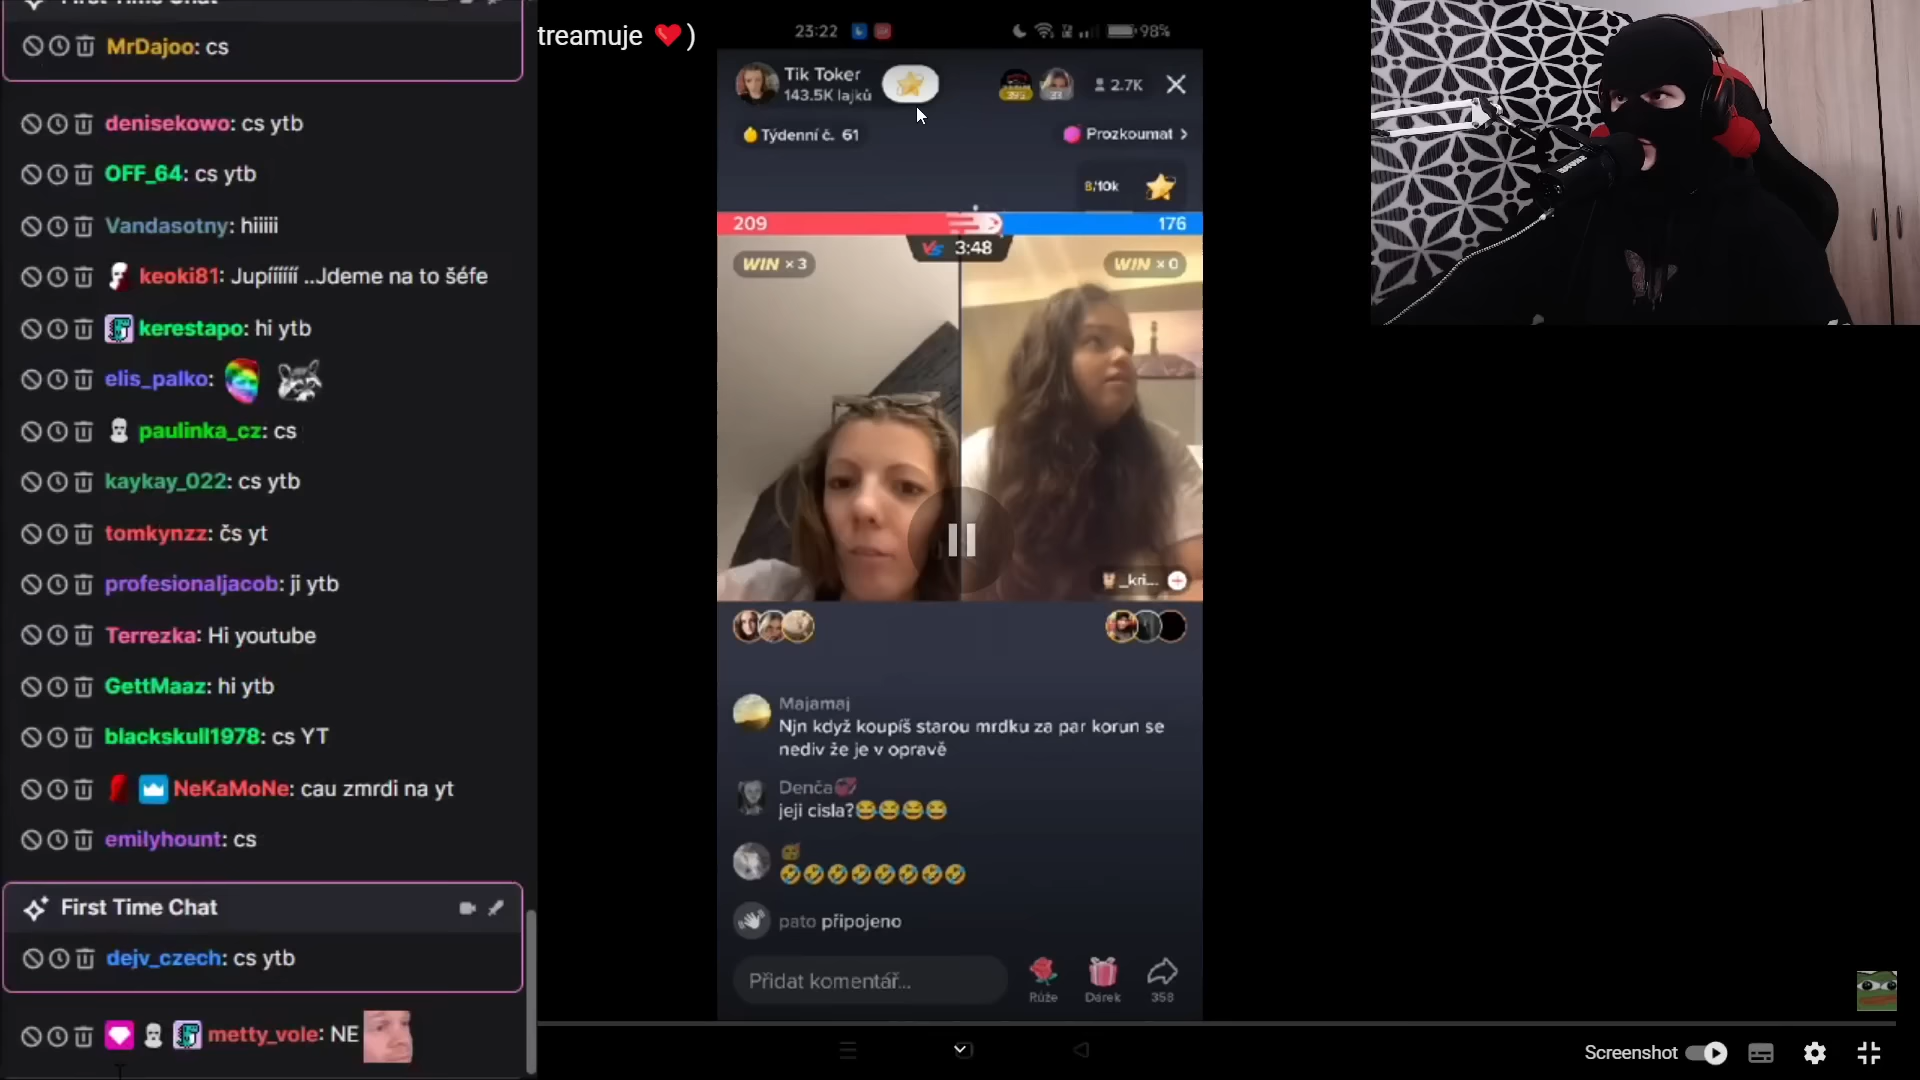 MrDajoo: cs
denisekowo: cs ytb
OFF_64: cs ytb
Vandasotny: hiiiii
keoki81: Jupíííííí ..Jdeme na to šéfe
kerestapo: hi ytb
elis_palko:
paulinka_cz: cs
kaykay_022: cs ytb
tomkynzz: čs yt
profesionaljacob: ji ytb
Terrezka: Hi youtube
GettMaaz: hi ytb
blackskull1978: cs YT
NeKaMoNe: cau zmrdi na yt
emilyhount: cs
First Time Chat
dejv_czech: cs ytb
metty_vole: NE
treamuje ❤️)
23:22
98%
Tik Toker
143.5K lajků
2.7K
Týdenní č. 61
Prozkoumat
8/10k
209
176
Vs 3:48
WIN × 3
WIN × 0
_kri...
Majamaj
Njn když koupíš starou mrdku za par korun se
nediv že je v opravě
Denča💞
jeji cisla?😂😂😂😂
🤣🤣🤣🤣🤣🤣🤣🤣
pato připojeno
Přidat komentář...
Růže
Dárek
358
Screenshot